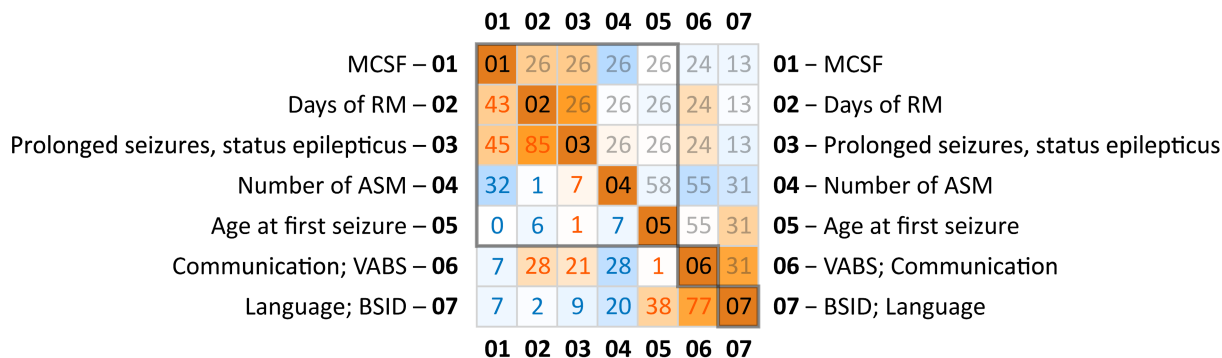 01 02 03 04 05 06 07
MCSF – 01 01 26 26 26 26 24 13 01 – MCSF
Days of RM – 02 43 02 26 26 26 24 13 02 – Days of RM
Prolonged seizures, status epilepticus – 03 45 85 03 26 26 24 13 03 – Prolonged seizures, status epilepticus
Number of ASM – 04 32 1 7 04 58 55 31 04 – Number of ASM
Age at first seizure – 05 0 6 1 7 05 55 31 05 – Age at first seizure
Communication; VABS – 06 7 28 21 28 1 06 31 06 – VABS; Communication
Language; BSID – 07 7 2 9 20 38 77 07 07 – BSID; Language
01 02 03 04 05 06 07